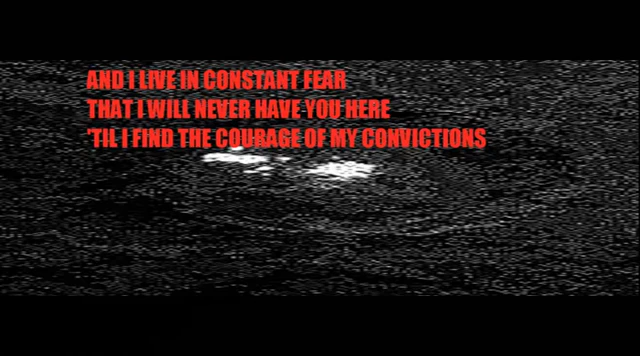 AND I LIVE IN CONSTANT FEAR
THAT I WILL NEVER HAVE YOU HERE
'TIL I FIND THE COURAGE OF MY CONVICTIONS